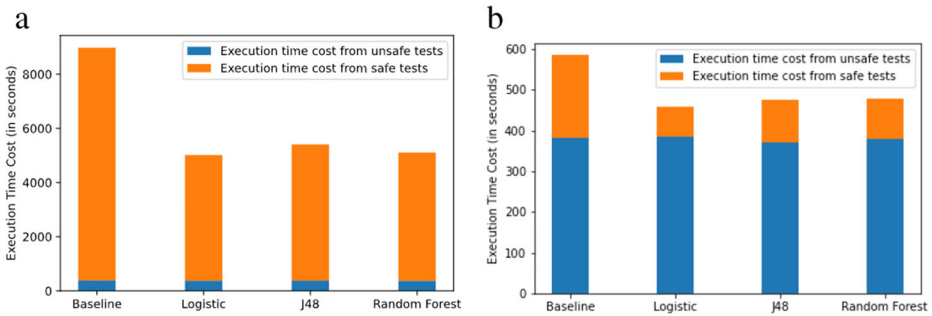 a
Execution Time Cost (in seconds)
8000
6000
4000
2000
0
Execution time cost from unsafe tests
Execution time cost from safe tests
Baseline
Logistic
J48
Random Forest
b
Execution Time Cost (in seconds)
600
500
400
300
200
100
0
Execution time cost from unsafe tests
Execution time cost from safe tests
Baseline
Logistic
J48
Random Forest